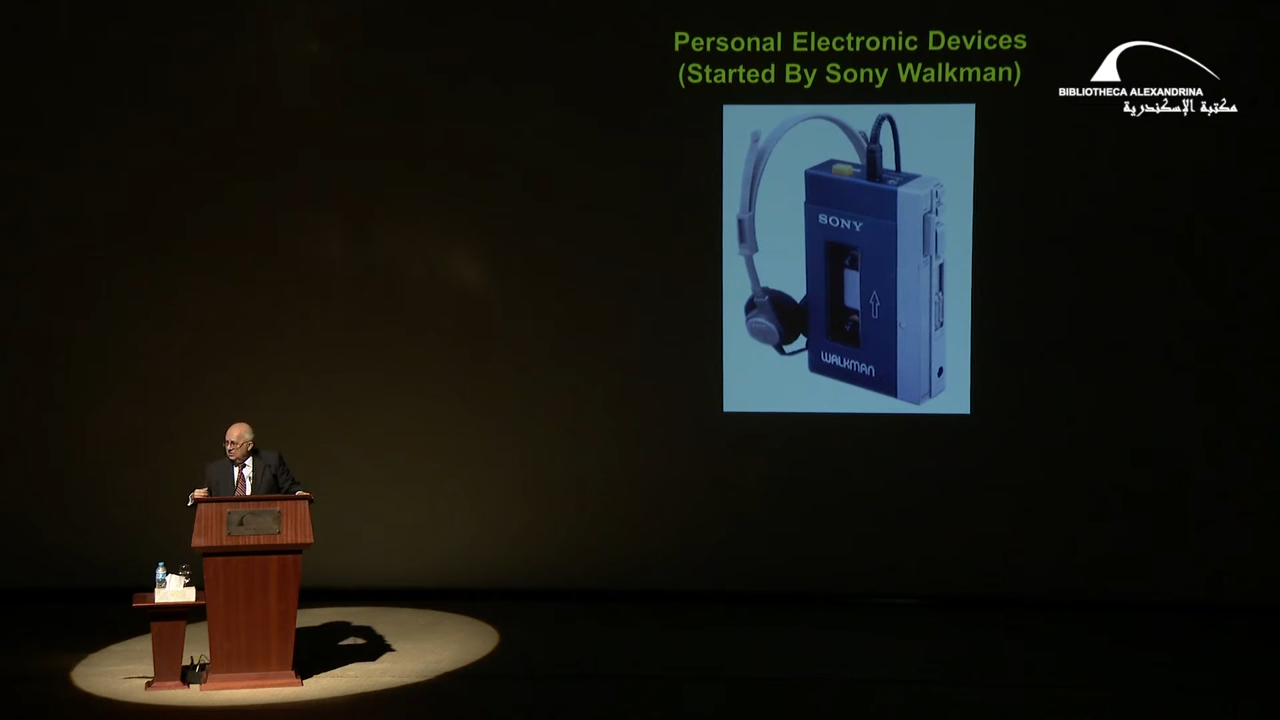 Personal Electronic Devices
(Started By Sony Walkman)
BIBLIOTHECA ALEXANDRINA
مكتبة الإسكندرية
SONY
WALKMAN